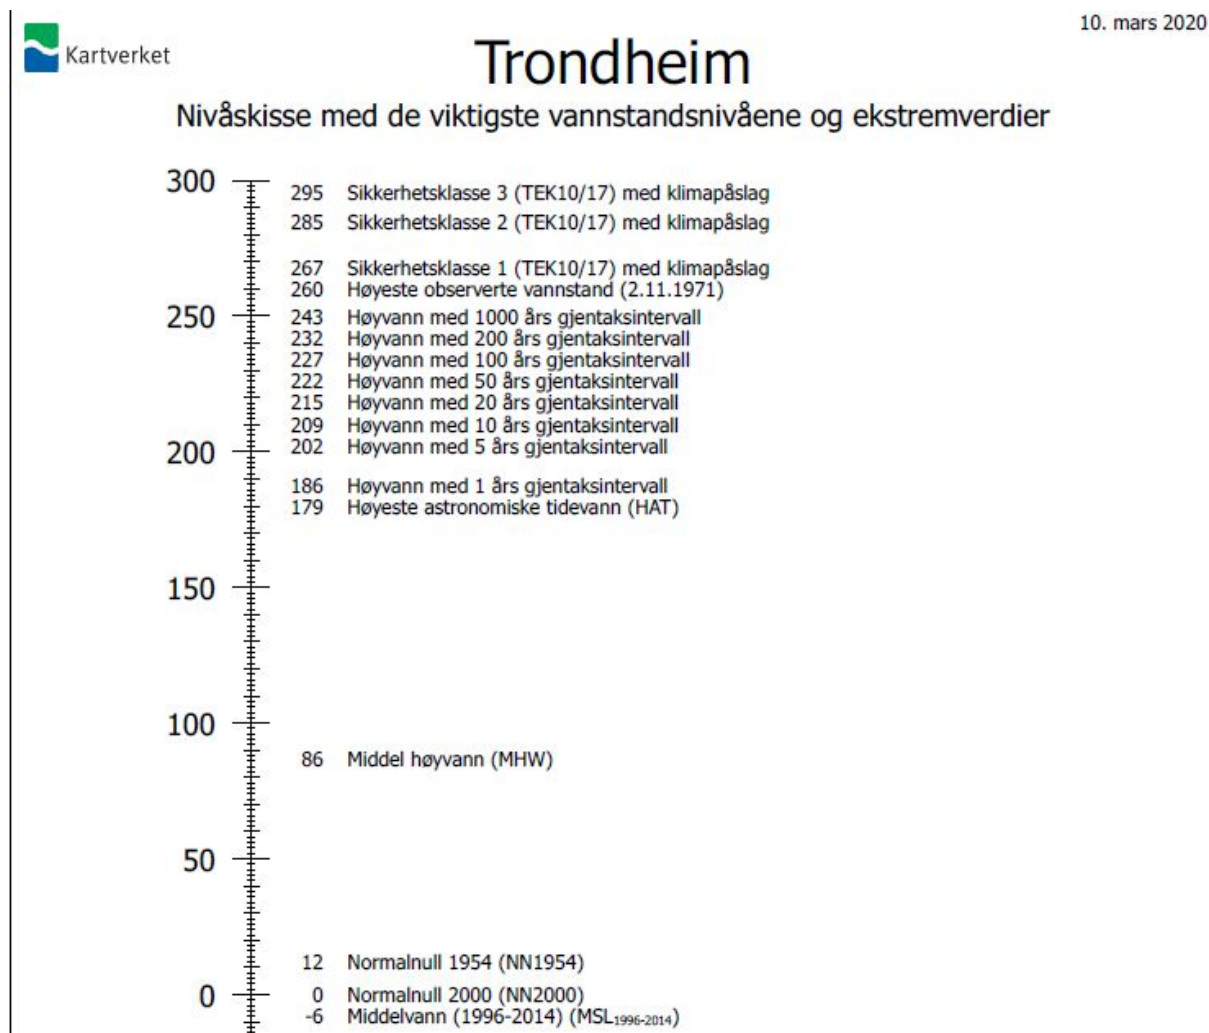 10. mars 2020
Kartverket
Trondheim
Nivåskisse med de viktigste vannstandsnivåene og ekstremverdier
300
295 Sikkerhetsklasse 3 (TEK10/17) med klimapåslag
285 Sikkerhetsklasse 2 (TEK10/17) med klimapåslag
267 Sikkerhetsklasse 1 (TEK10/17) med klimapåslag
260 Høyeste observerte vannstand (2.11.1971)
250
243 Høyvann med 1000 års gjentaksintervall
232 Høyvann med 200 års gjentaksintervall
227 Høyvann med 100 års gjentaksintervall
222 Høyvann med 50 års gjentaksintervall
215 Høyvann med 20 års gjentaksintervall
209 Høyvann med 10 års gjentaksintervall
202 Høyvann med 5 års gjentaksintervall
200
186 Høyvann med 1 års gjentaksintervall
179 Høyeste astronomiske tidevann (HAT)
150
100
86 Middel høyvann (MHW)
50
12 Normalnull 1954 (NN1954)
0
0 Normalnull 2000 (NN2000)
-6 Middelvann (1996-2014) (MSL1996-2014)